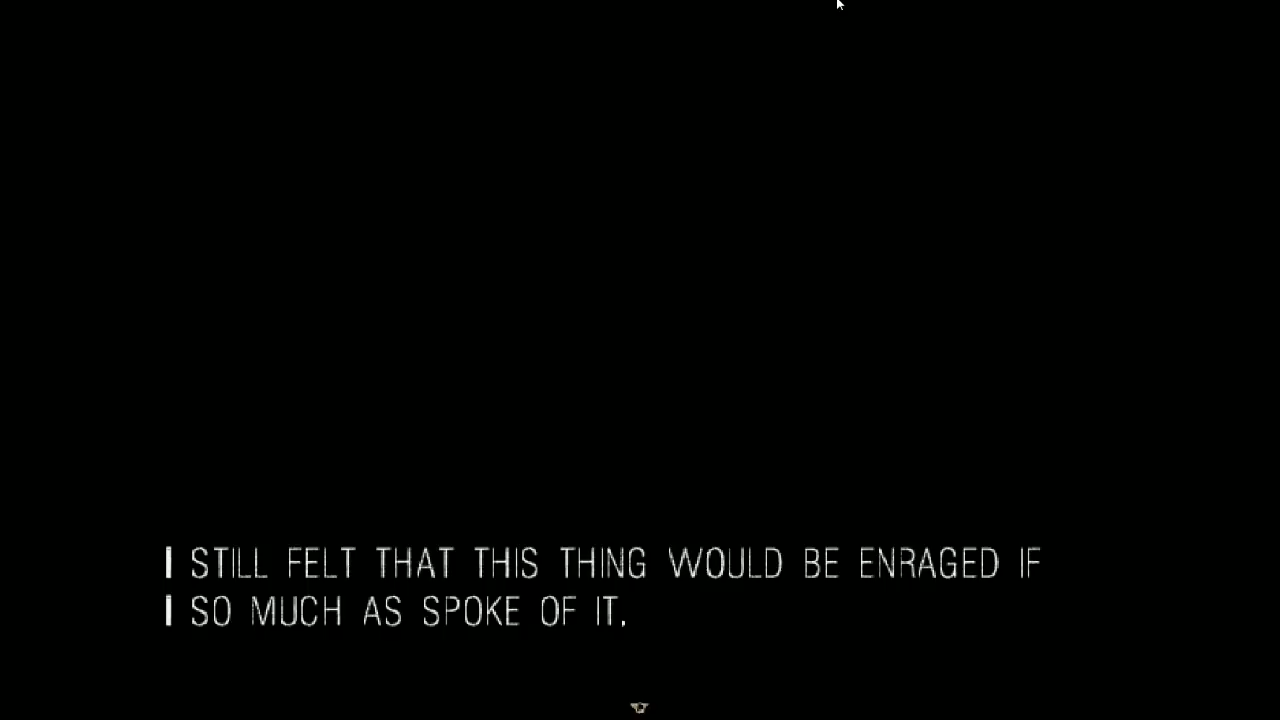 I STILL FELT THAT THIS THING WOULD BE ENRAGED IF
I SO MUCH AS SPOKE OF IT.